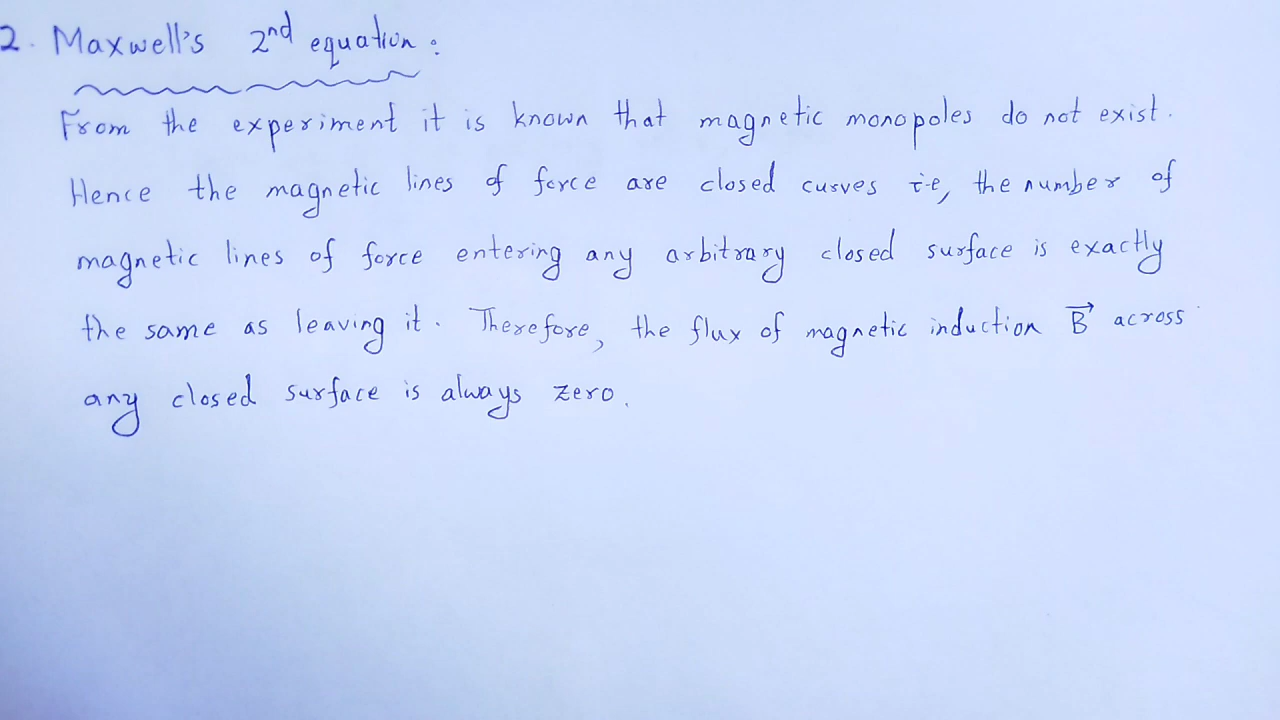 2. Maxwell's 2nd equation:
From the experiment it is known that magnetic monopoles do not exist.
Hence the magnetic lines of force are closed curves i-e, the number of
magnetic lines of force entering any arbitrary closed surface is exactly
the same as leaving it. Therefore, the flux of magnetic induction B⃗ across
any closed surface is always zero.